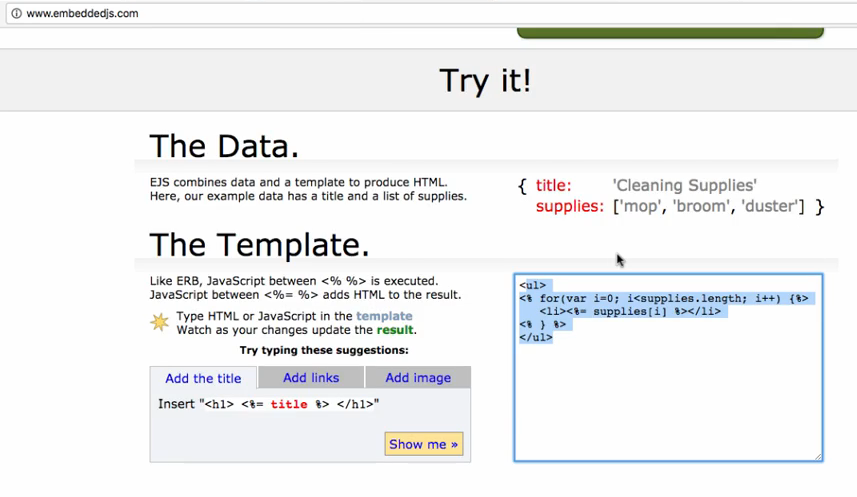 www.embeddedjs.com
Try it!
The Data.
EJS combines data and a template to produce HTML.
Here, our example data has a title and a list of supplies.
{ title: 'Cleaning Supplies'
supplies: ['mop', 'broom', 'duster'] }
The Template.
Like ERB, JavaScript between <% %> is executed.
JavaScript between <%= %> adds HTML to the result.
Type HTML or JavaScript in the template
Watch as your changes update the result.
Try typing these suggestions:
Add the title Add links Add image
Insert "<h1> <%= title %> </h1>"
Show me »
<ul>
<% for(var i=0; i<supplies.length; i++) {%>
<li><%= supplies[i] %></li>
<% } %>
</ul>